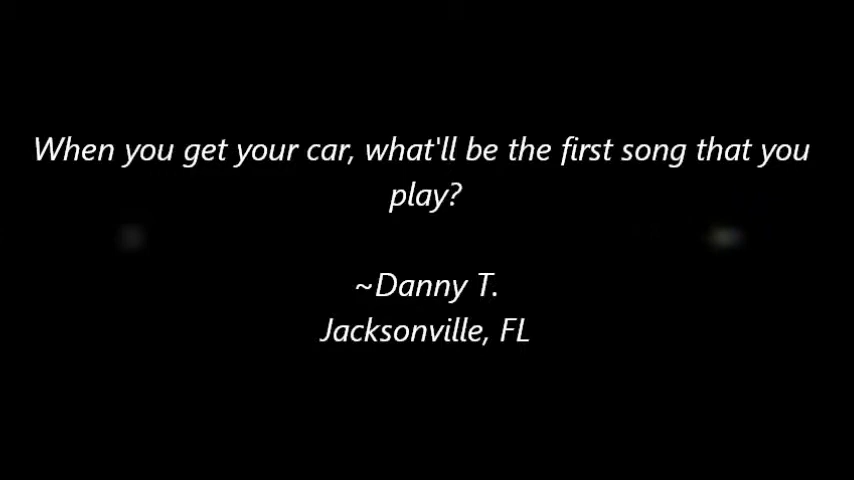 When you get your car, what'll be the first song that you
play?
~Danny T.
Jacksonville, FL